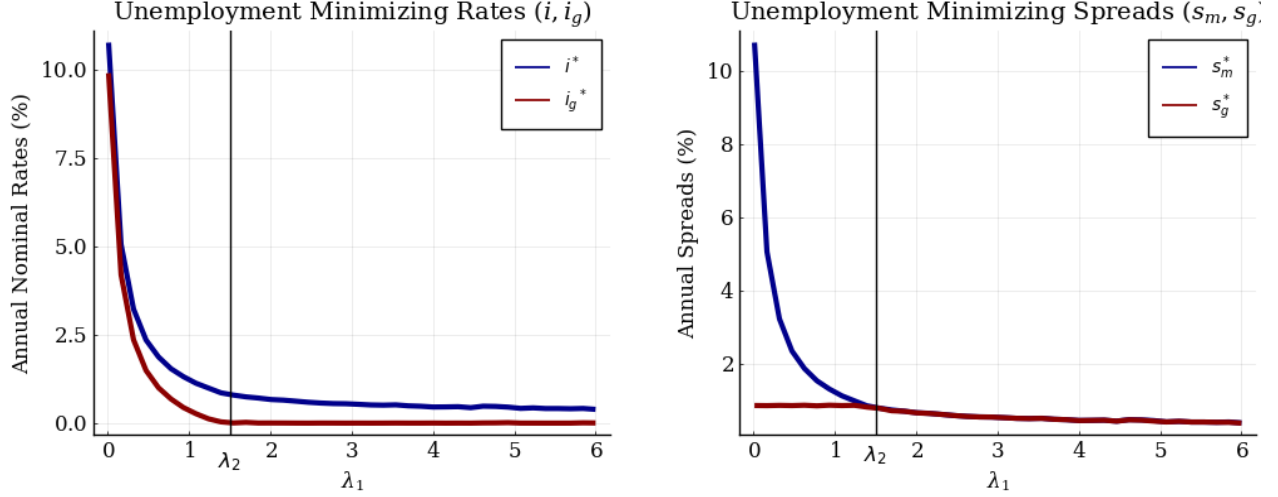 Unemployment Minimizing Rates (i, i_g)
Annual Nominal Rates (%)
10.0
7.5
5.0
2.5
0.0
i*
i_g*
0 1 λ₂ 2 3 4 5 6
λ₁
Unemployment Minimizing Spreads (s_m, s_g)
Annual Spreads (%)
10
8
6
4
2
s_m*
s_g*
0 1 λ₂ 2 3 4 5 6
λ₁